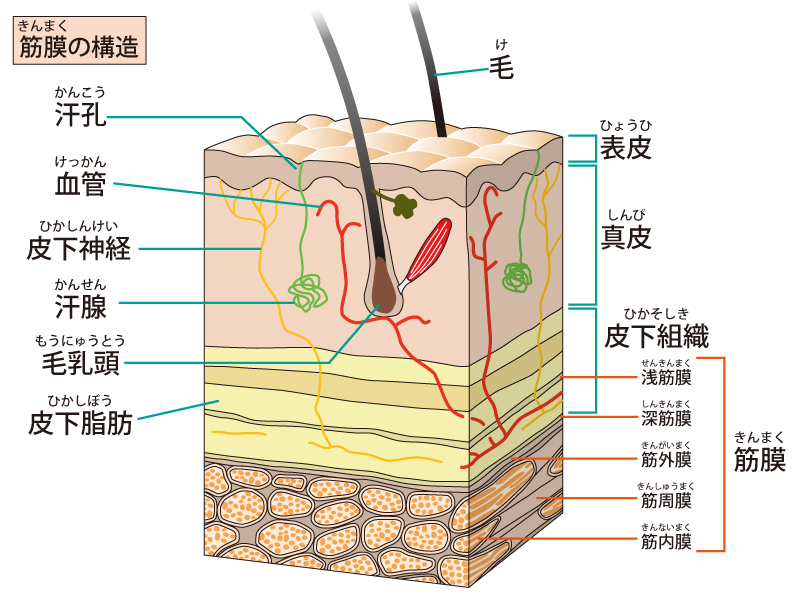 きんまく
筋膜の構造
かんこう
汗孔
けっかん
血管
ひかしんけい
皮下神経
かんせん
汗腺
もうにゅうとう
毛乳頭
ひかしぼう
皮下脂肪
け
毛
ひょうひ
表皮
しんぴ
真皮
ひかそしき
皮下組織
せんきんまく
浅筋膜
しんきんまく
深筋膜
きんがいまく
筋外膜
きんしゅうまく
筋周膜
きんないまく
筋内膜
きんまく
筋膜